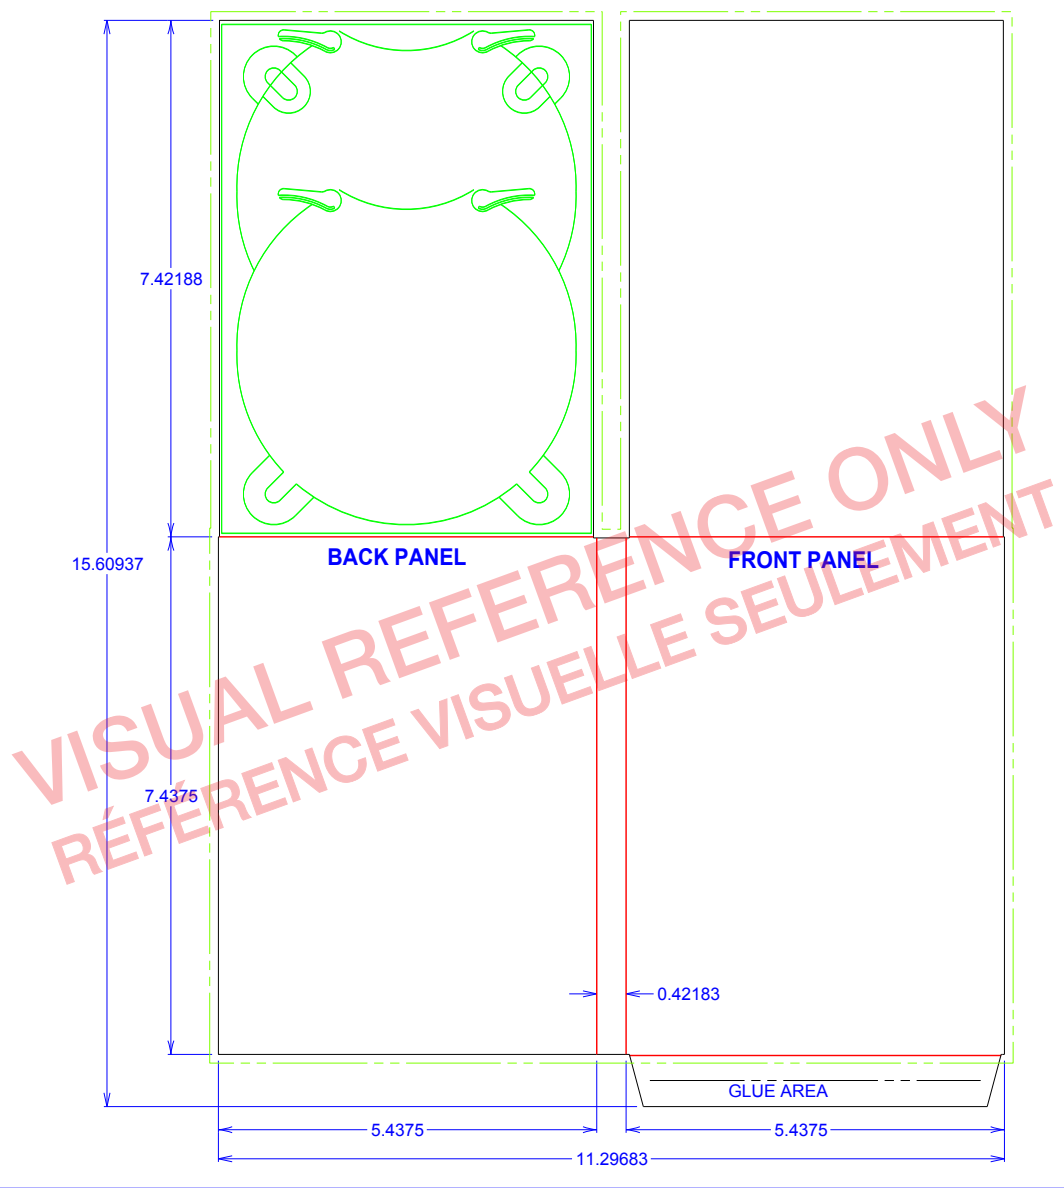 7.42188
15.60937
BACK PANEL
FRONT PANEL
VISUAL REFERENCE ONLY
RÉFÉRENCE VISUELLE SEULEMENT
7.4375
0.42183
GLUE AREA
5.4375
5.4375
11.29683